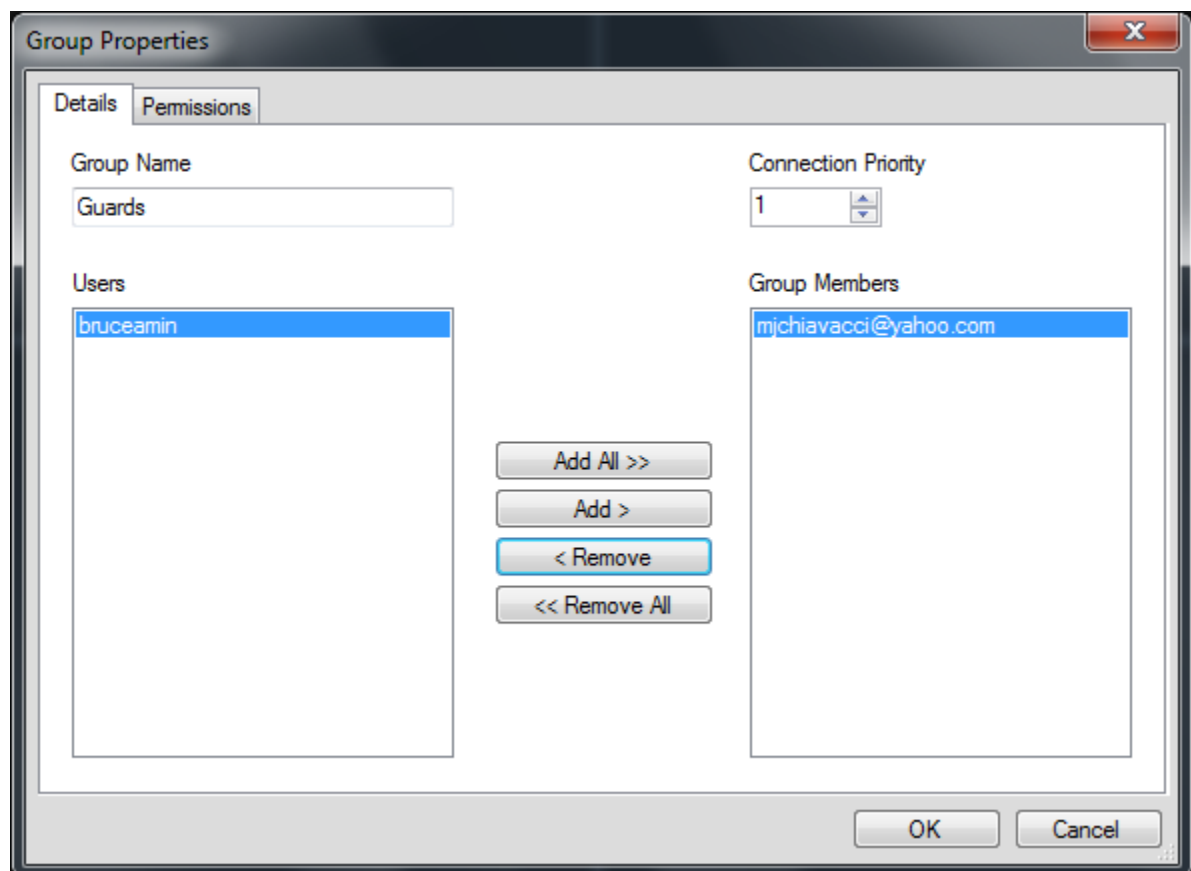 Group Properties
Details
Permissions
Group Name
Connection Priority
Guards
1
Users
Group Members
bruceamin
mjchiavacci@yahoo.com
Add All >>
Add >
< Remove
<< Remove All
OK
Cancel